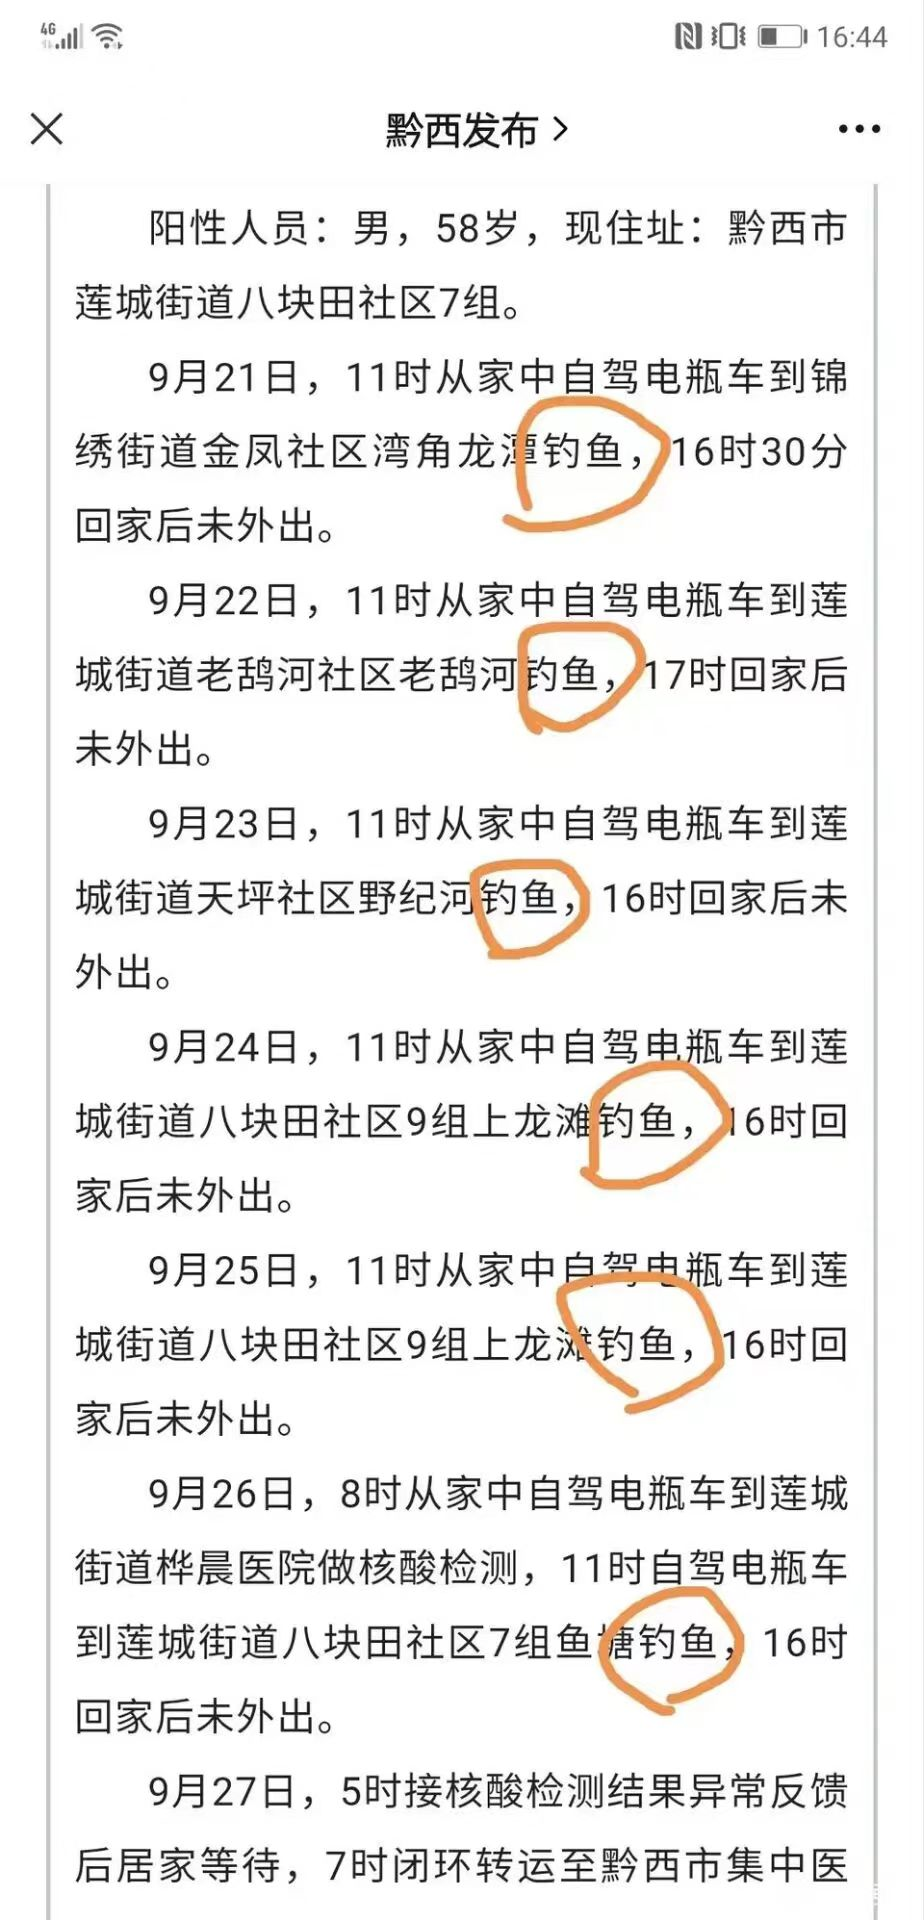 4G
16:44
黔西发布
阳性人员：男，58岁，现住址：黔西市
莲城街道八块田社区7组。
9月21日，11时从家中自驾电瓶车到锦
绣街道金凤社区湾角龙潭钓鱼，16时30分
回家后未外出。
9月22日，11时从家中自驾电瓶车到莲
城街道老鸹河社区老鸹河钓鱼，17时回家后
未外出。
9月23日，11时从家中自驾电瓶车到莲
城街道天坪社区野纪河钓鱼，16时回家后未
外出。
9月24日，11时从家中自驾电瓶车到莲
城街道八块田社区9组上龙滩钓鱼，16时回
家后未外出。
9月25日，11时从家中自驾电瓶车到莲
城街道八块田社区9组上龙滩钓鱼，16时回
家后未外出。
9月26日，8时从家中自驾电瓶车到莲城
街道桦晨医院做核酸检测，11时自驾电瓶车
到莲城街道八块田社区7组鱼塘钓鱼，16时
回家后未外出。
9月27日，5时接核酸检测结果异常反馈
后居家等待，7时闭环转运至黔西市集中医